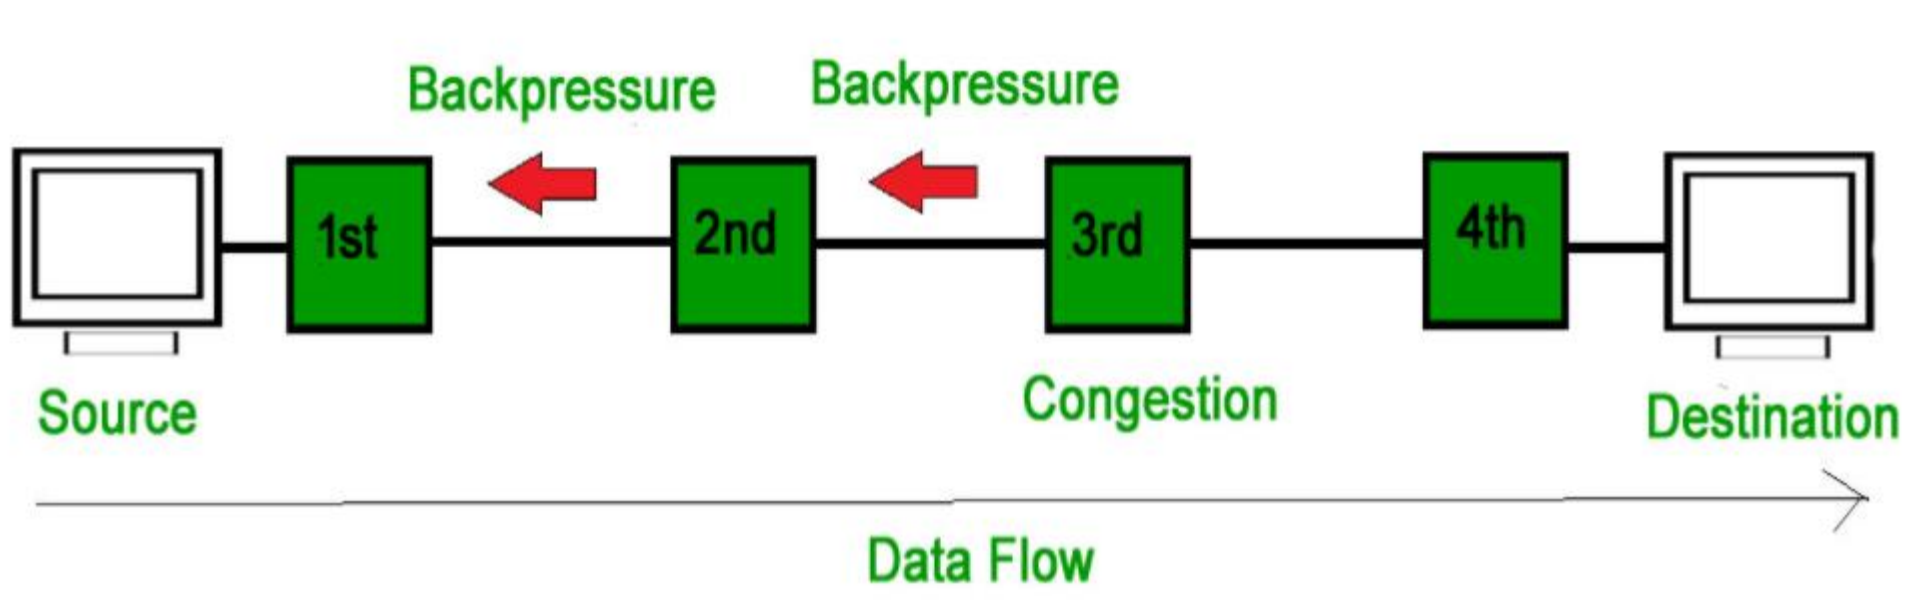 Backpressure
Backpressure
1st
2nd
3rd
4th
Source
Congestion
Destination
Data Flow